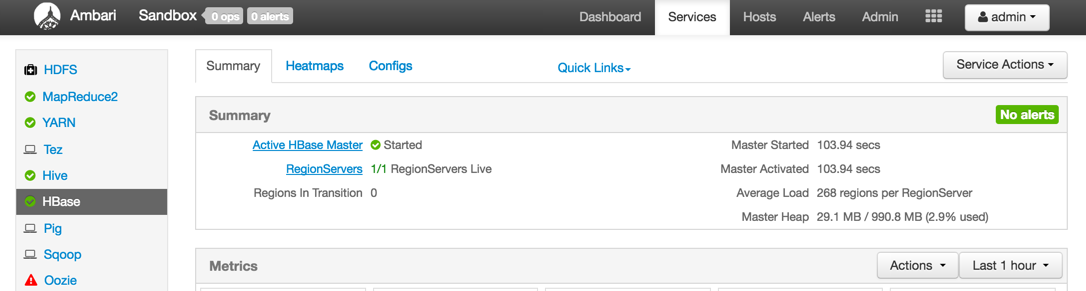 Ambari Sandbox 0 ops 0 alerts Dashboard Services Hosts Alerts Admin admin
HDFS
MapReduce2
YARN
Tez
Hive
HBase
Pig
Sqoop
Oozie
Summary Heatmaps Configs Quick Links Service Actions
Summary No alerts
Active HBase Master Started
RegionServers 1/1 RegionServers Live
Regions In Transition 0
Master Started 103.94 secs
Master Activated 103.94 secs
Average Load 268 regions per RegionServer
Master Heap 29.1 MB / 990.8 MB (2.9% used)
Metrics Actions Last 1 hour